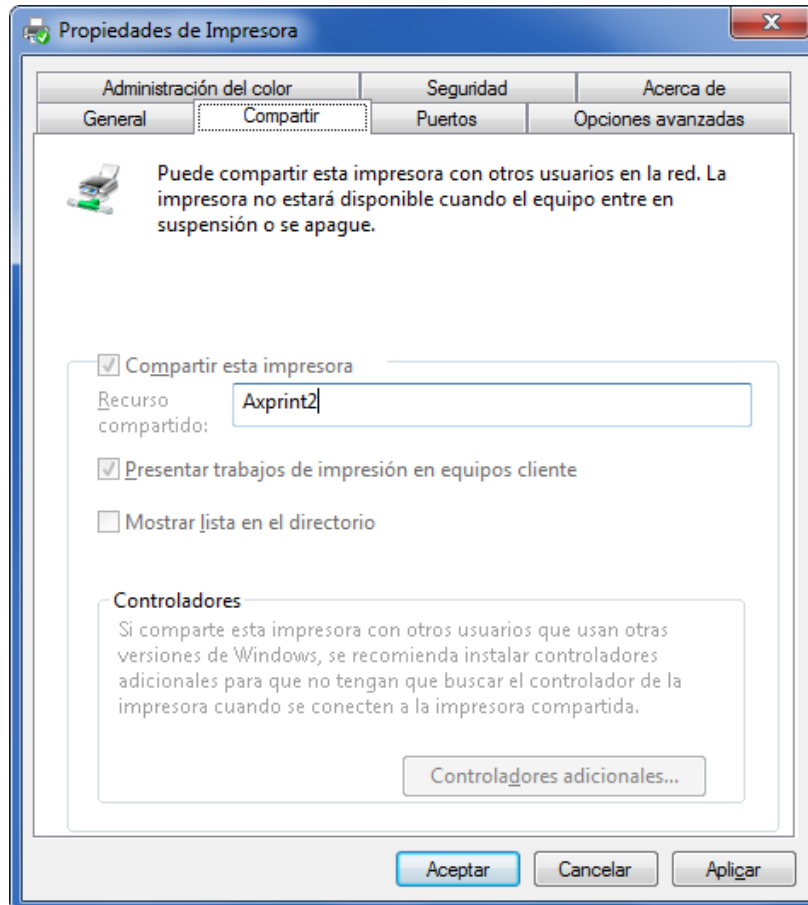 Propiedades de Impresora
Administración del color Seguridad Acerca de
General Compartir Puertos Opciones avanzadas
Puede compartir esta impresora con otros usuarios en la red. La
impresora no estará disponible cuando el equipo entre en
suspensión o se apague.
Compartir esta impresora
Recurso
compartido:
Axprint2
Presentar trabajos de impresión en equipos cliente
Mostrar lista en el directorio
Controladores
Si comparte esta impresora con otros usuarios que usan otras
versiones de Windows, se recomienda instalar controladores
adicionales para que no tengan que buscar el controlador de la
impresora cuando se conecten a la impresora compartida.
Controladores adicionales...
Aceptar Cancelar Aplicar